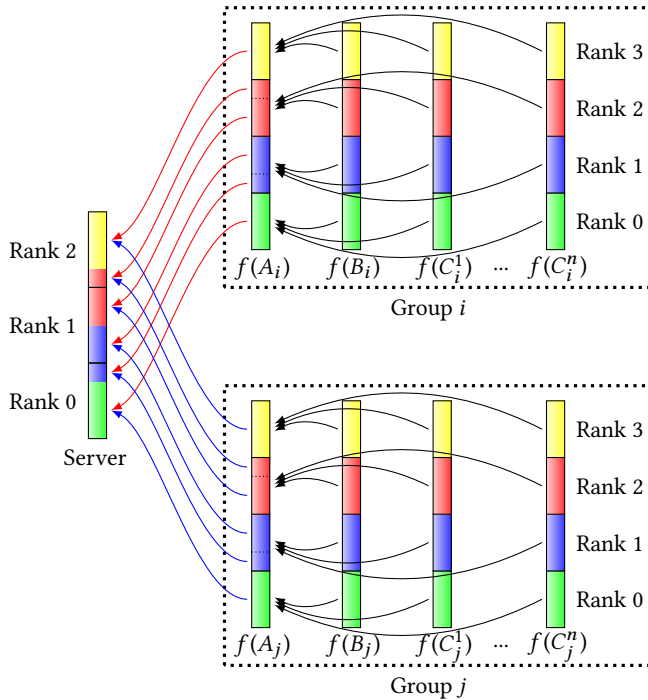 Rank 3
Rank 2
Rank 1
Rank 0
f(A_i) f(B_i) f(C_i^1) ... f(C_i^n)
Group i
Rank 2
Rank 1
Rank 0
Server
Rank 3
Rank 2
Rank 1
Rank 0
f(A_j) f(B_j) f(C_j^1) ... f(C_j^n)
Group j